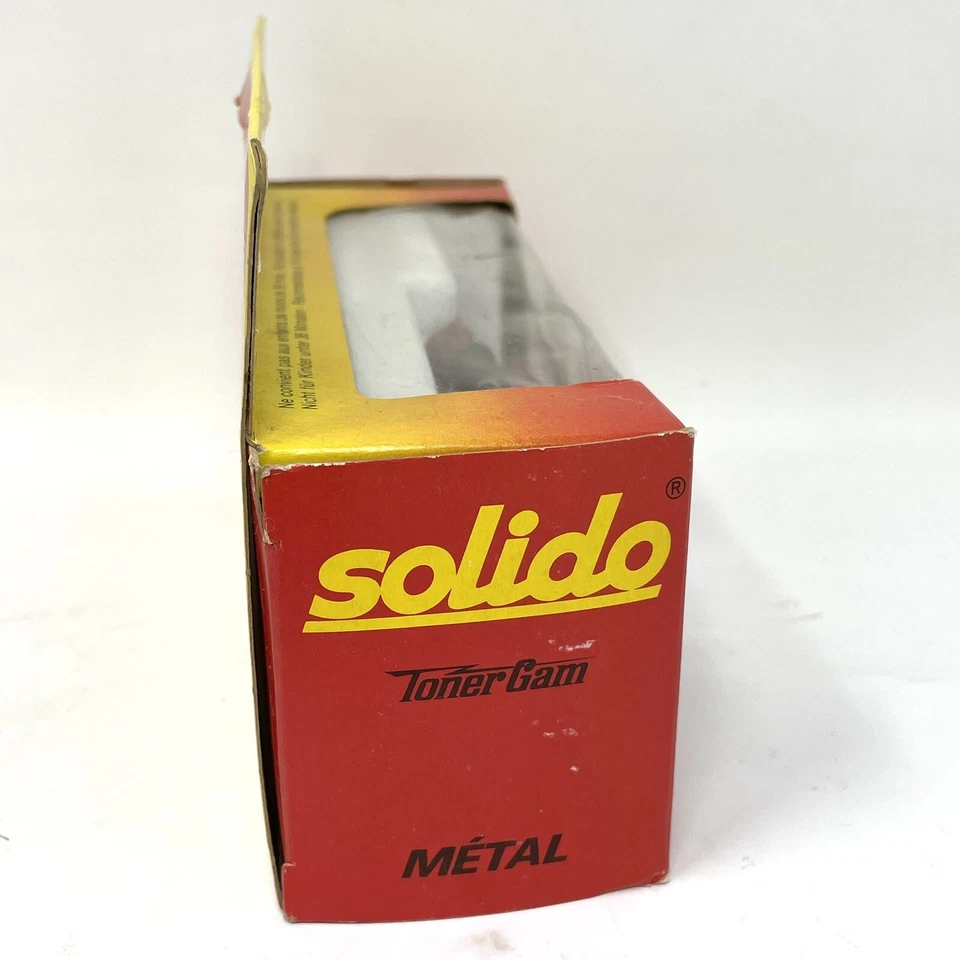 Ne convient pas aux enfants de moins de 36 mois.
Nicht für Kinder unter 36 Monaten
solido
®
TonerGam
MÉTAL